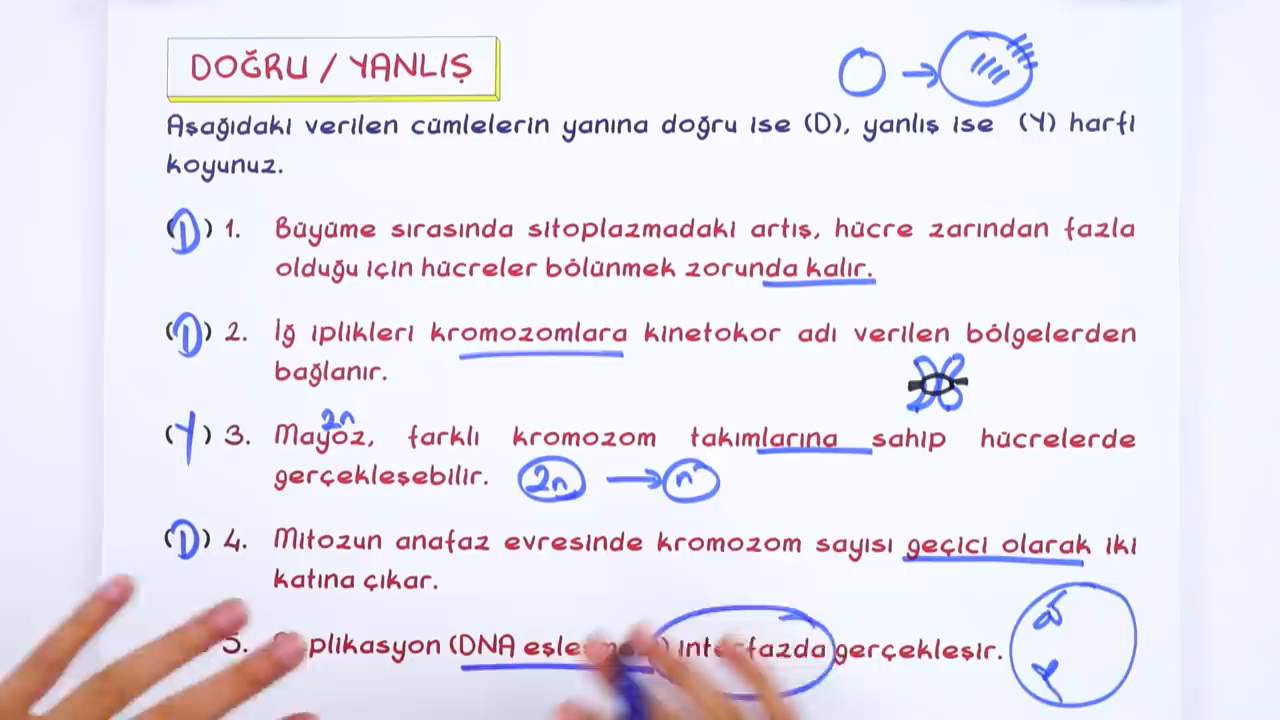 DOĞRU / YANLIŞ
Aşağıdaki verilen cümlelerin yanına doğru ise (D), yanlış ise (Y) harfi
koyunuz.
(D) 1. Büyüme sırasında sitoplazmadaki artış, hücre zarından fazla
olduğu için hücreler bölünmek zorunda kalır.
(D) 2. İğ iplikleri kromozomlara kinetokor adı verilen bölgelerden
bağlanır.
2n
(Y) 3. Mayoz, farklı kromozom takımlarına sahip hücrelerde
gerçekleşebilir. 2n → n
(D) 4. Mitozun anafaz evresinde kromozom sayısı geçici olarak iki
katına çıkar.
5. (DNA interfazda gerçekleşir.